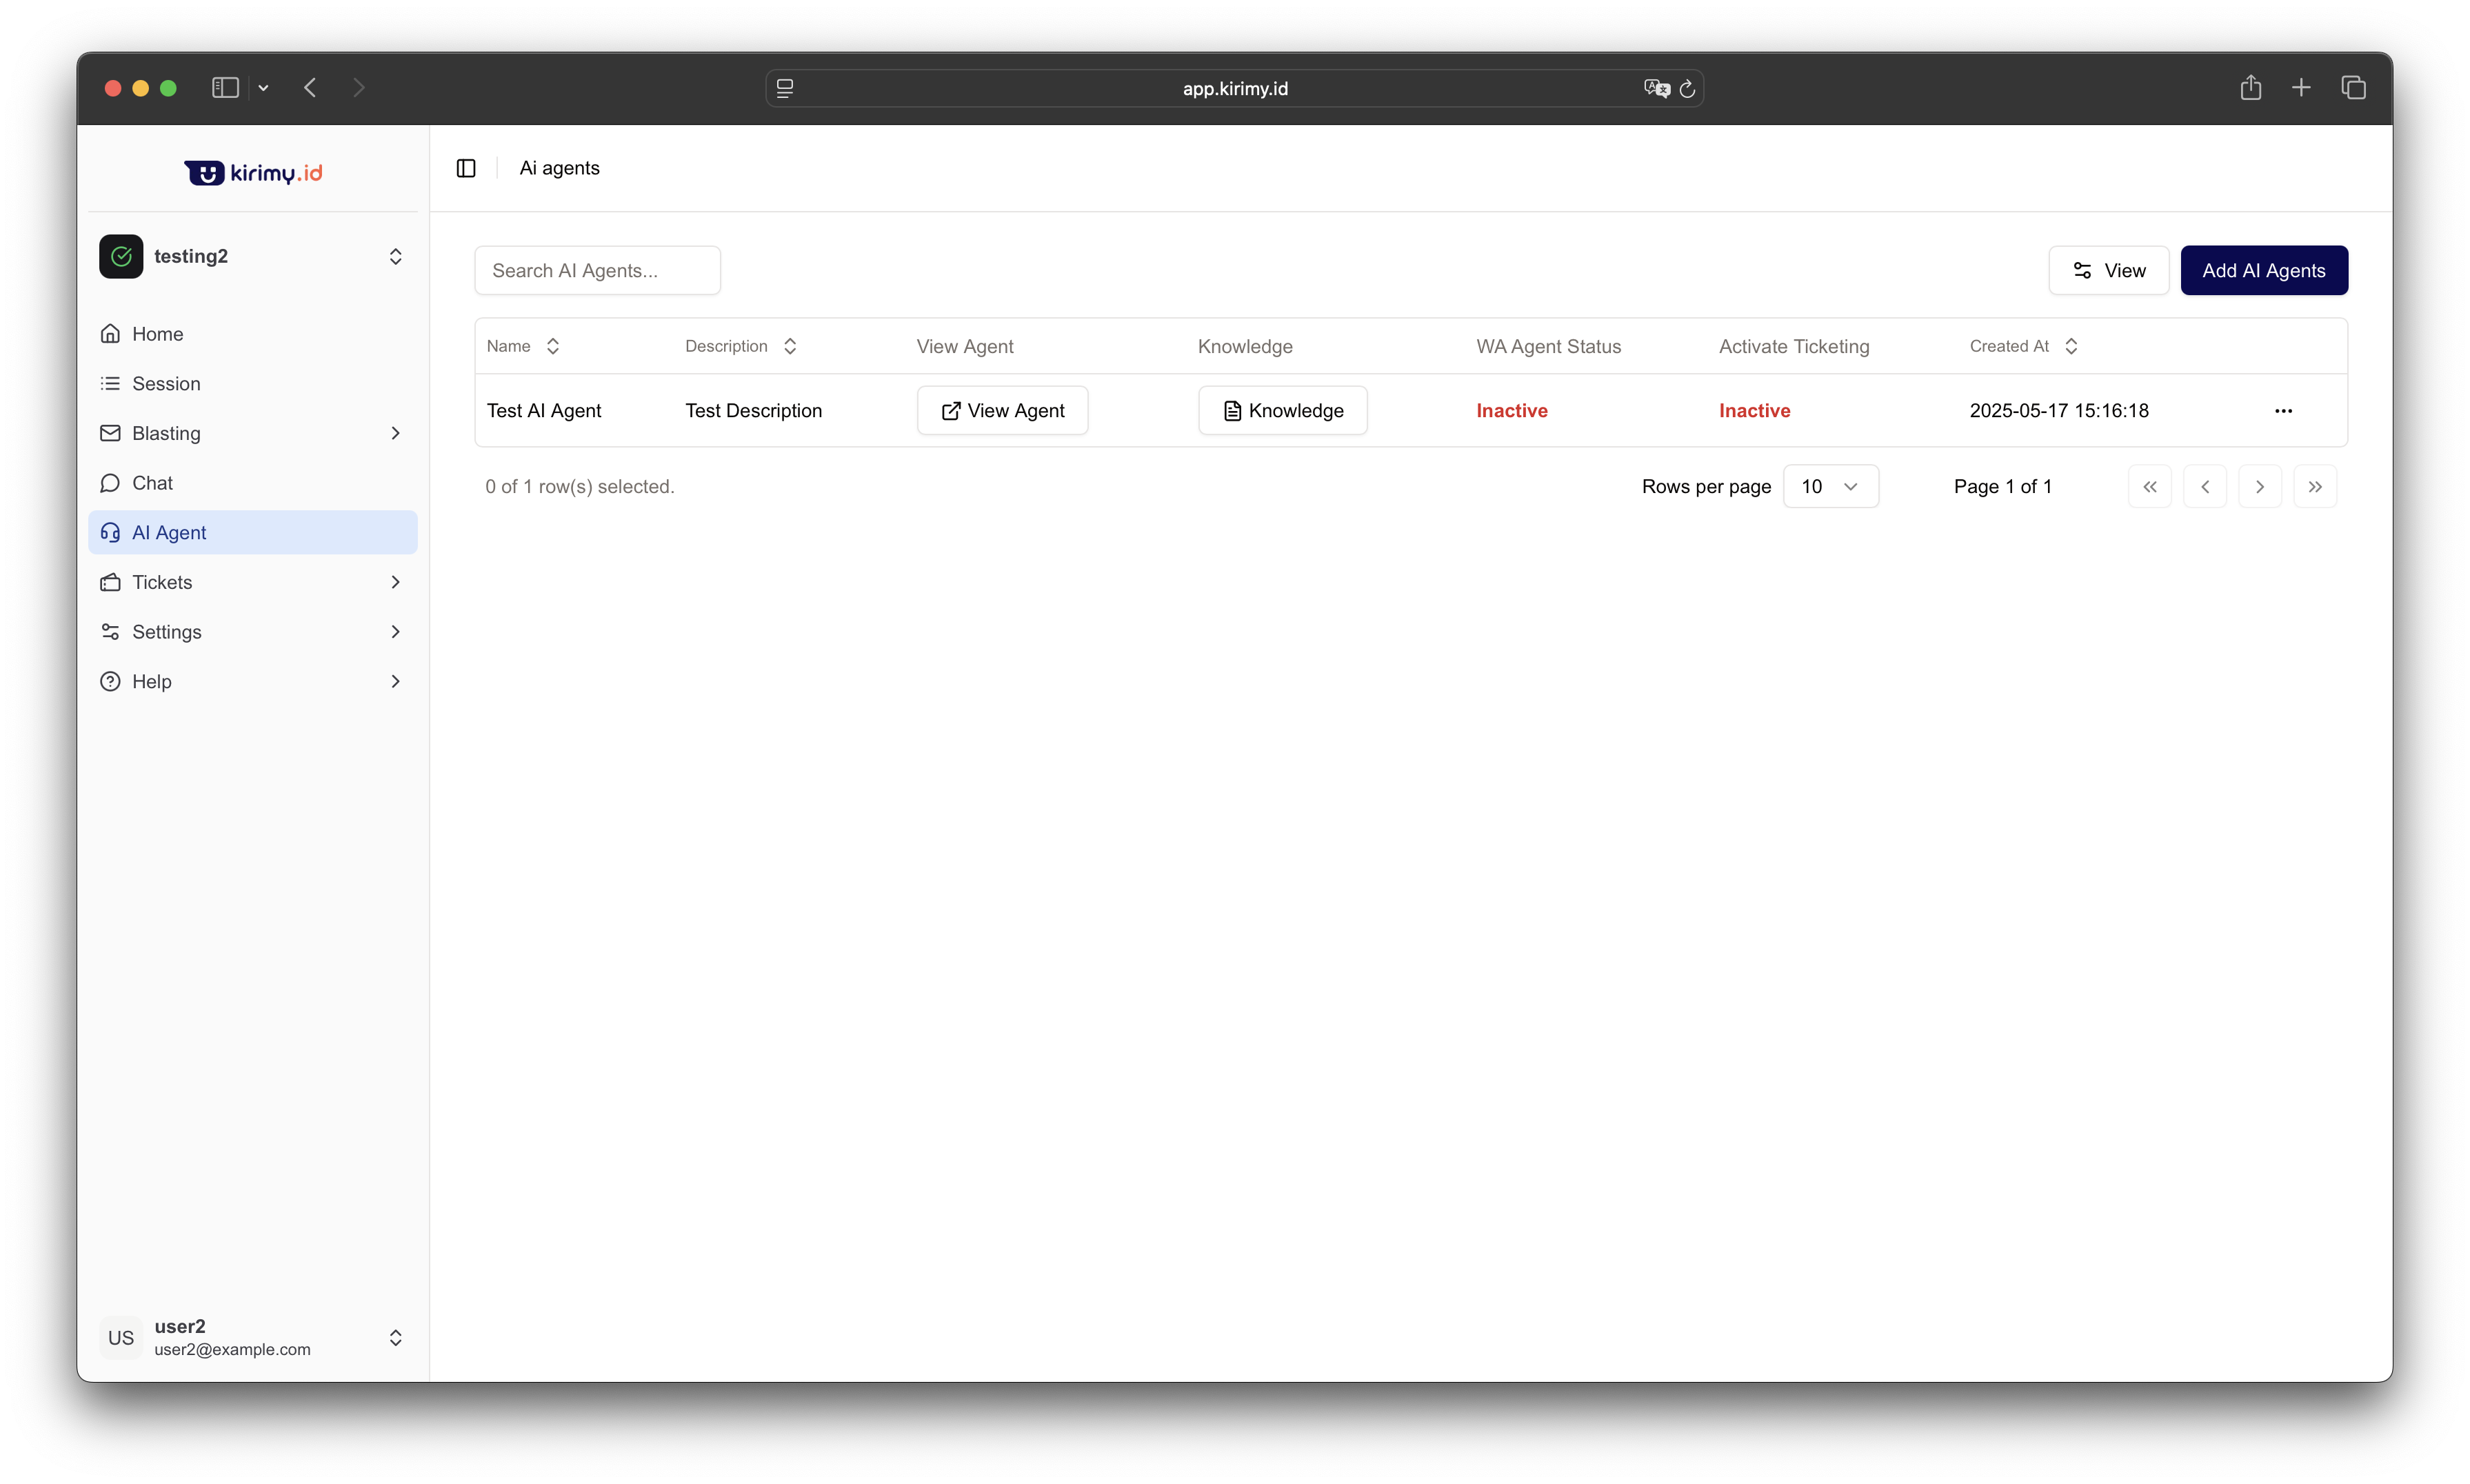 app.kirimy.id
kirimy.id
Ai agents
testing2
Home
Session
Blasting
Chat
AI Agent
Tickets
Settings
Help
Search AI Agents...
View
Add AI Agents
Name Description View Agent Knowledge WA Agent Status Activate Ticketing Created At
Test AI Agent Test Description View Agent Knowledge Inactive Inactive 2025-05-17 15:16:18
0 of 1 row(s) selected.
Rows per page 10 Page 1 of 1
US
user2
user2@example.com